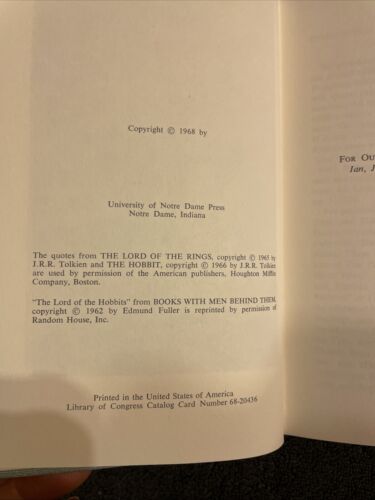 Copyright © 1968 by
University of Notre Dame Press
Notre Dame, Indiana
The quotes from THE LORD OF THE RINGS, copyright © 1965 by
J.R.R. Tolkien and THE HOBBIT, copyright © 1966 by J.R.R. Tolkien
are used by permission of the American publishers, Houghton Mifflin
Company, Boston.
"The Lord of the Hobbits" from BOOKS WITH MEN BEHIND THEM,
copyright © 1962 by Edmund Fuller is reprinted by permission of
Random House, Inc.
Printed in the United States of America
Library of Congress Catalog Card Number 68-20436
FOR OU
Ian, J